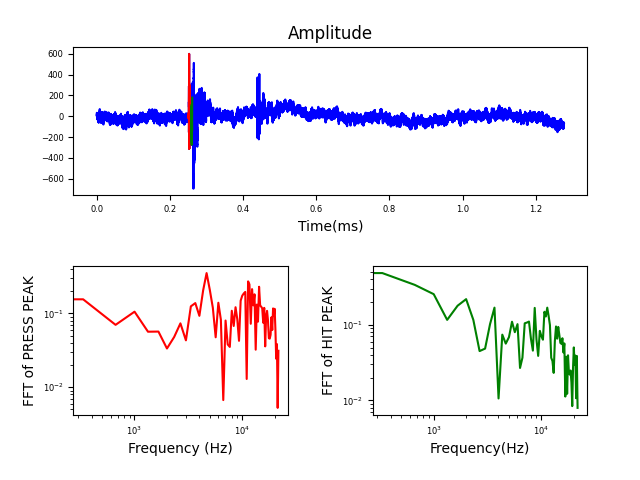 Amplitude
600
400
200
0
−200
−400
−600
0.0 0.2 0.4 0.6 0.8 1.0 1.2
Time(ms)
FFT of PRESS PEAK
10⁻¹
10⁻²
10³ 10⁴
Frequency (Hz)
FFT of HIT PEAK
10⁻¹
10⁻²
10³ 10⁴
Frequency(Hz)